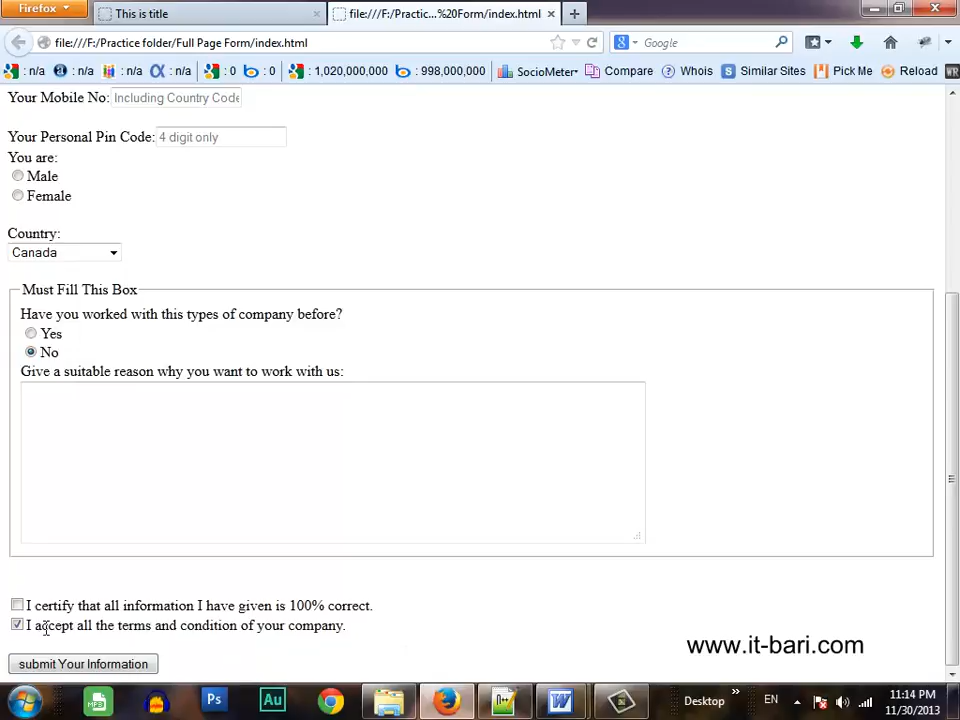 Firefox
This is title
file:///F:/Practic...%20Form/index.html
file:///F:/Practice folder/Full Page Form/index.html
Google
: n/a : n/a : n/a : n/a : 0 : 0 : 1,020,000,000 : 998,000,000 SocioMeter Compare Whois Similar Sites Pick Me Reload WR
Your Mobile No: Including Country Code
Your Personal Pin Code: 4 digit only
You are:
Male
Female
Country:
Canada
Must Fill This Box
Have you worked with this types of company before?
Yes
No
Give a suitable reason why you want to work with us:
I certify that all information I have given is 100% correct.
I accept all the terms and condition of your company.
submit Your Information
www.it-bari.com
MP3 Ps Au W Desktop » EN 11:14 PM
11/30/2013